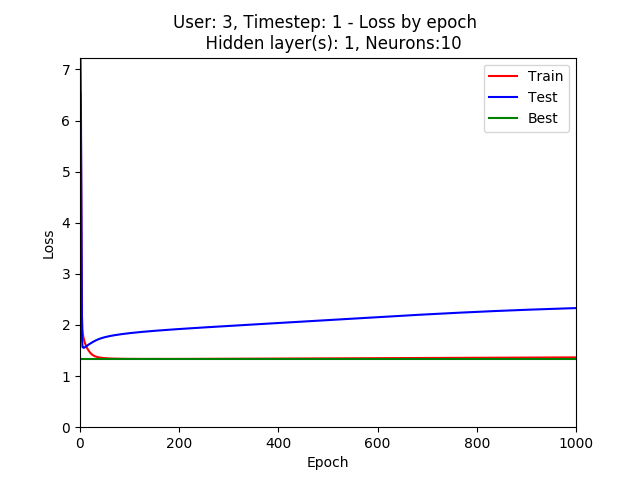 User: 3, Timestep: 1 - Loss by epoch
Hidden layer(s): 1, Neurons:10
Train
Test
Best
7
6
5
4
3
2
1
0
Loss
0
200
400
600
800
1000
Epoch